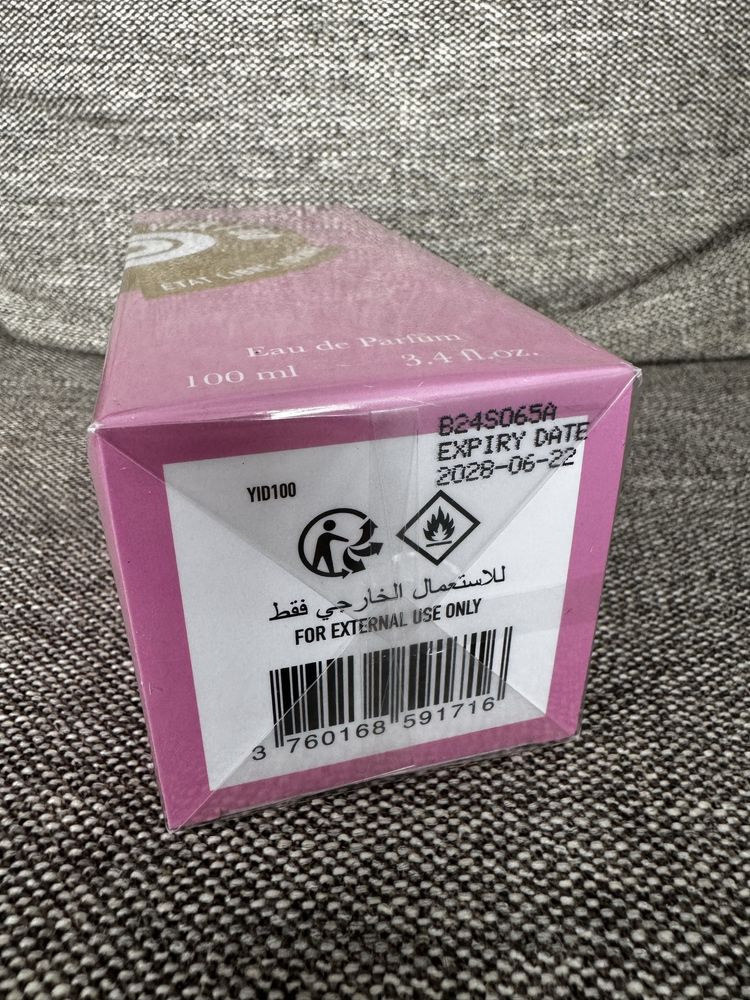 ETAT
Eau de Parfum
100 ml
3.4 fl.oz.
B24S065A
EXPIRY DATE
2028-06-22
YID100
للاستعمال الخارجي فقط
FOR EXTERNAL USE ONLY
3 760168 591716